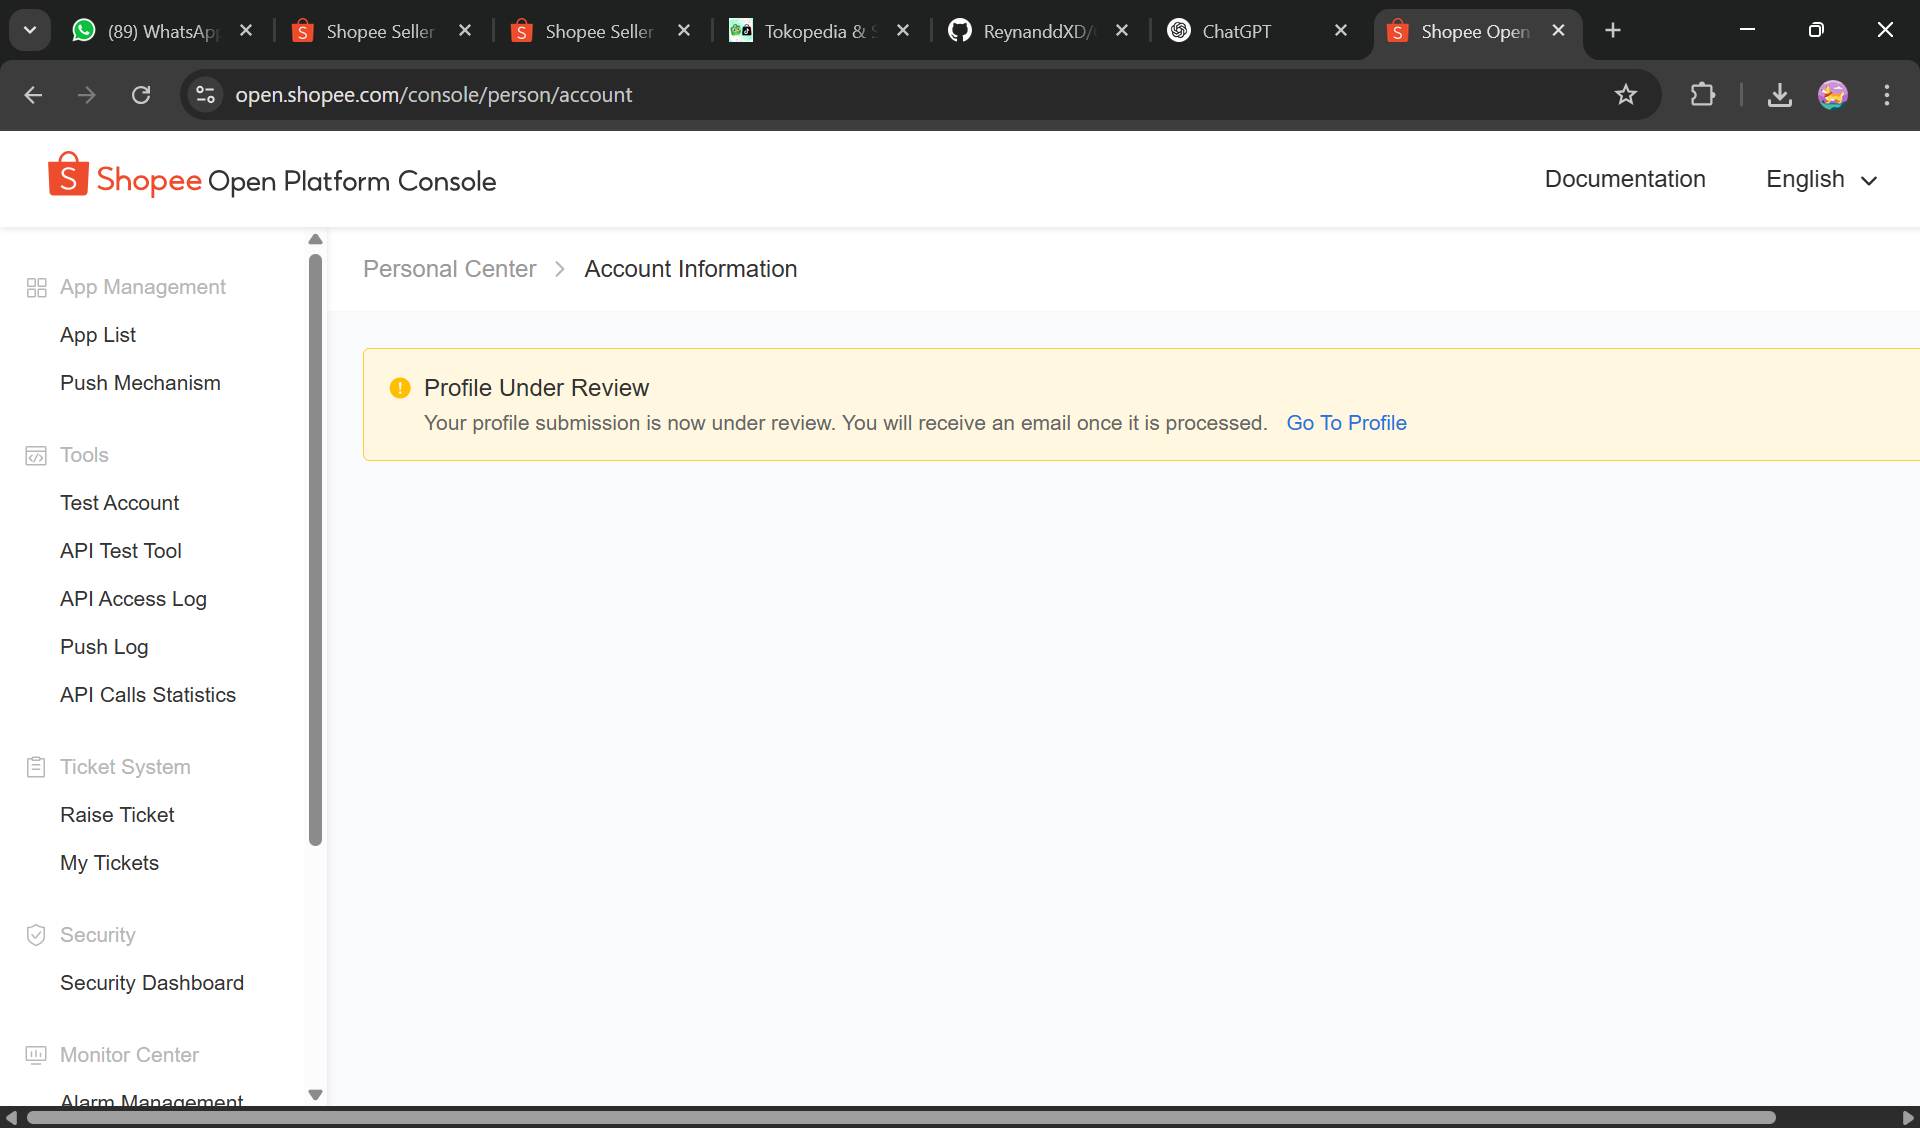 (89) WhatsApp
Shopee Seller
Shopee Seller
Tokopedia & S
ReynanddXD/
ChatGPT
Shopee Open
open.shopee.com/console/person/account
Shopee Open Platform Console
Documentation
English
App Management
App List
Push Mechanism
Tools
Test Account
API Test Tool
API Access Log
Push Log
API Calls Statistics
Ticket System
Raise Ticket
My Tickets
Security
Security Dashboard
Monitor Center
Alarm Management
Personal Center > Account Information
Profile Under Review
Your profile submission is now under review. You will receive an email once it is processed. Go To Profile